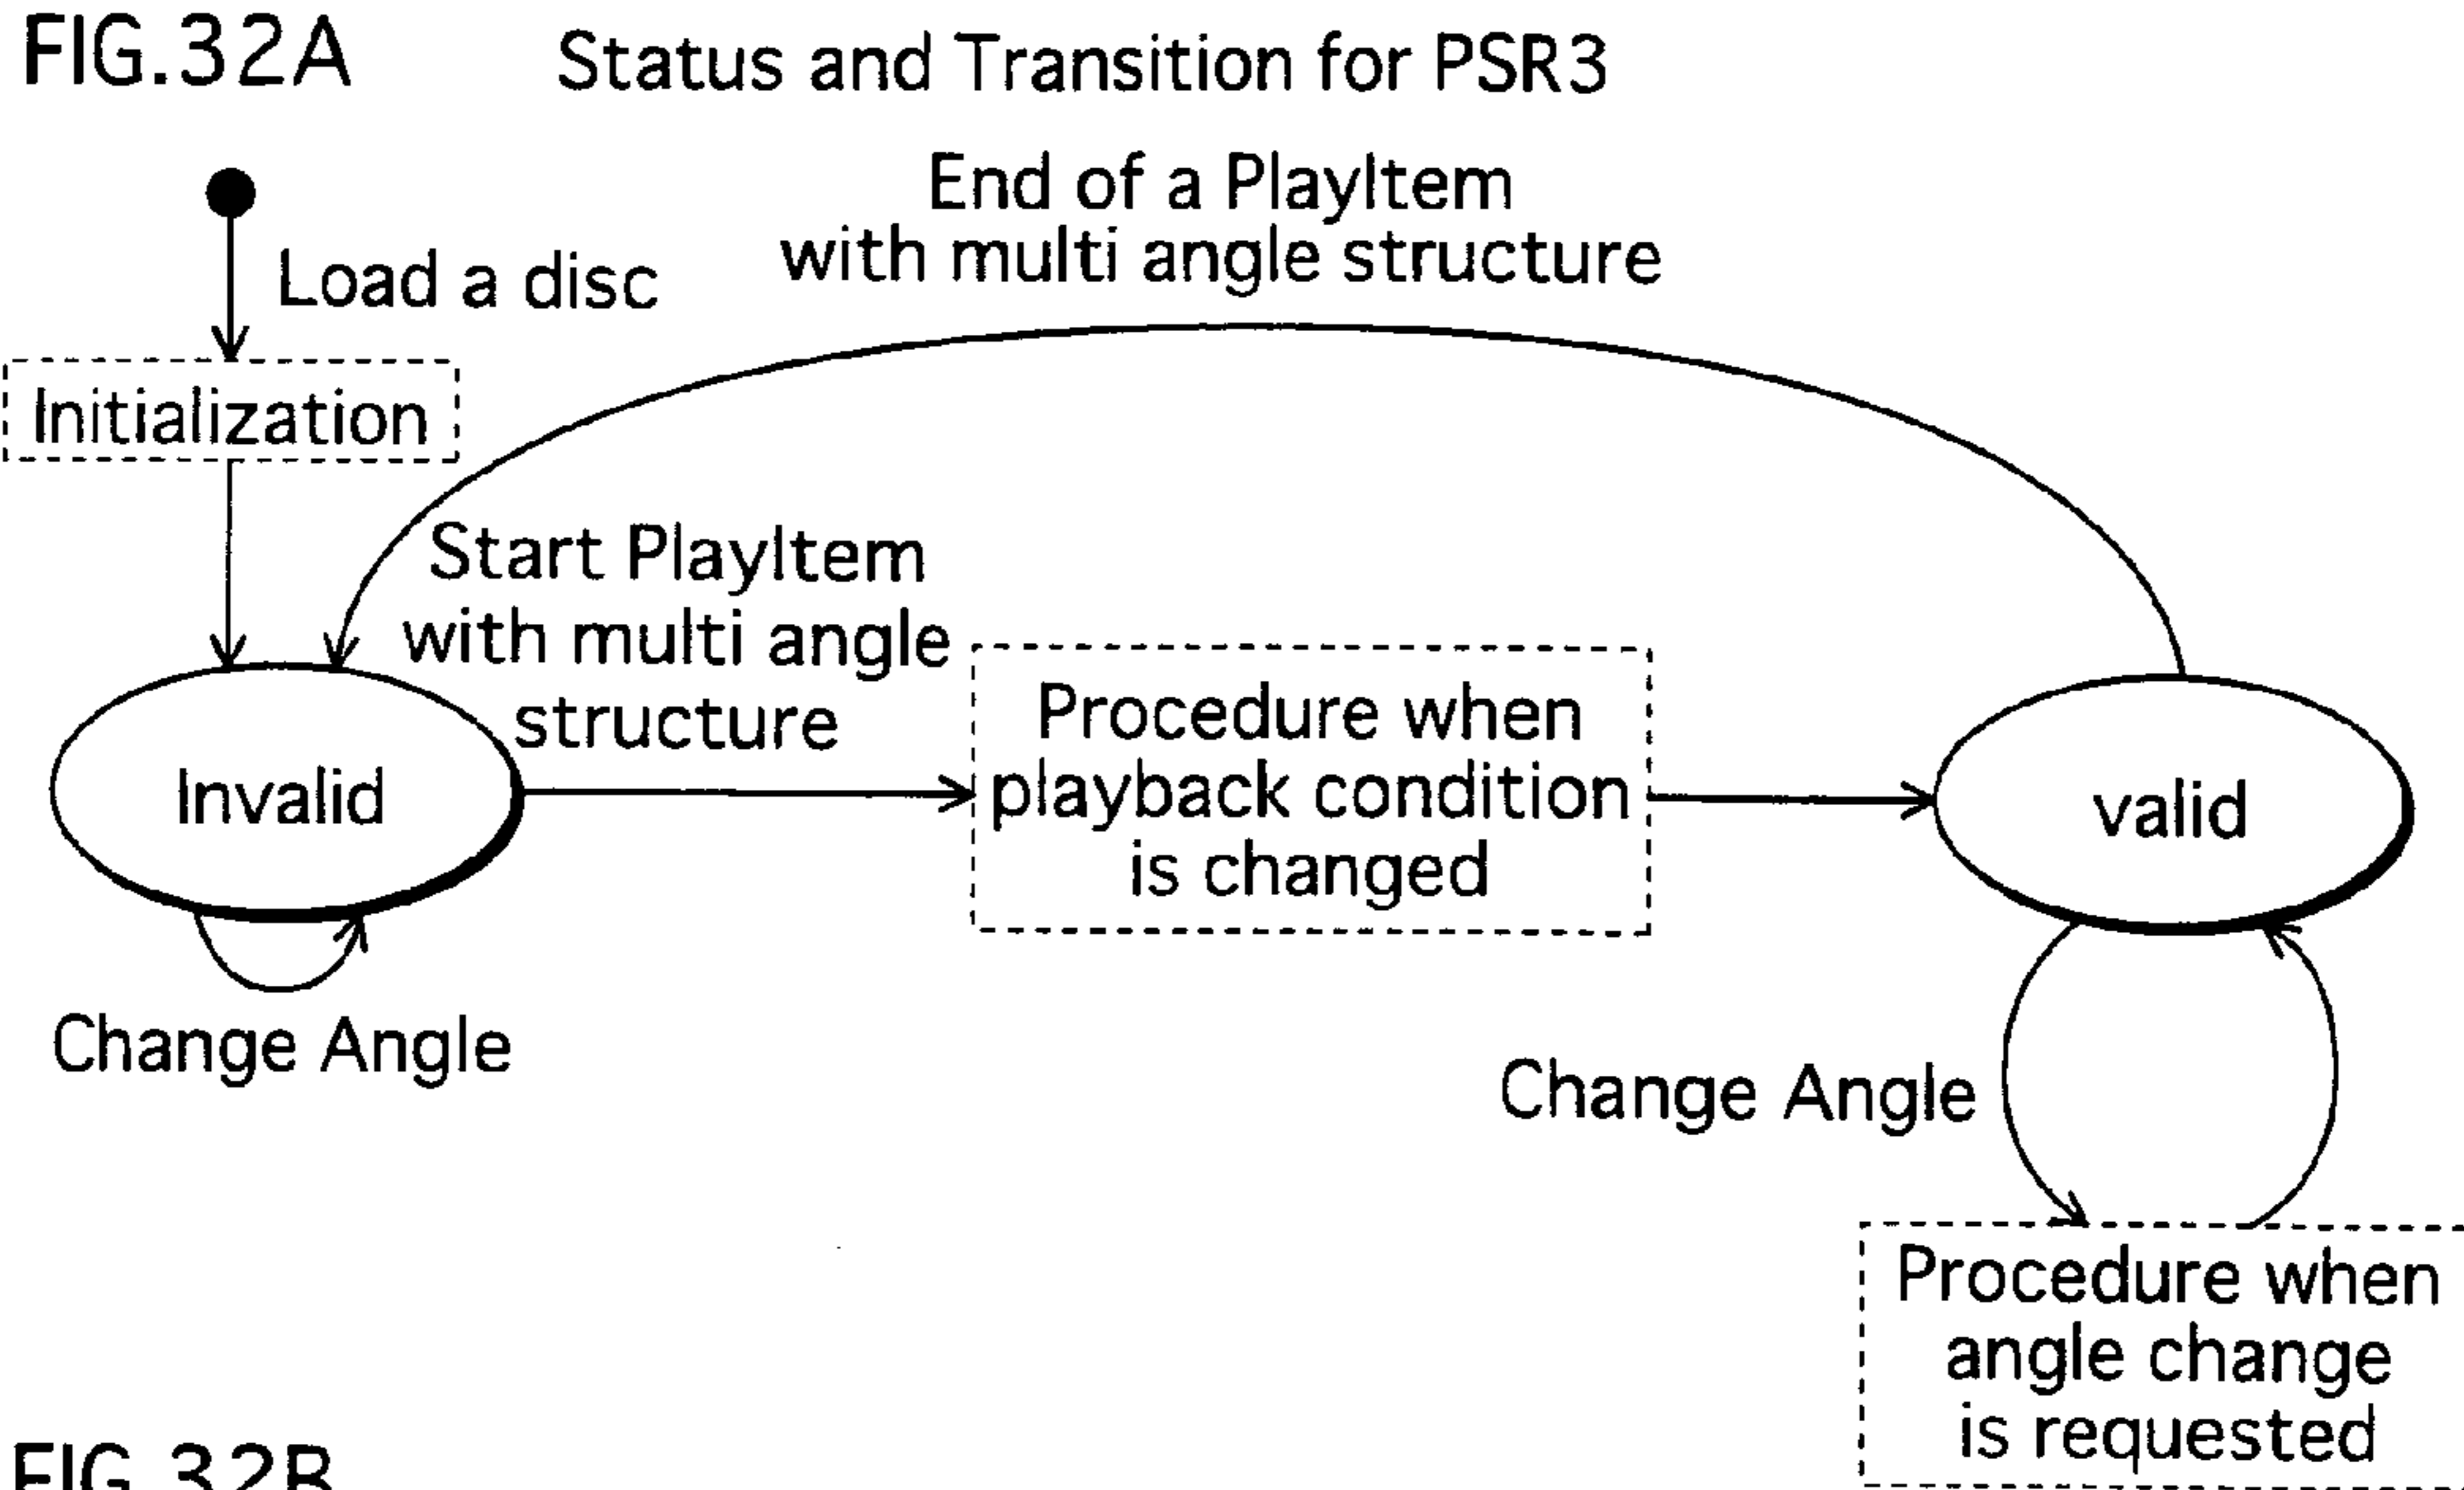 FIG.32A
Status and Transition for PSR3
End of a PlayItem
with multi angle structure
Load a disc
Initialization
Start PlayItem
with multi angle
structure
Invalid
Procedure when
playback condition
is changed
valid
Change Angle
Change Angle
Procedure when
angle change
is requested
FIG.32B